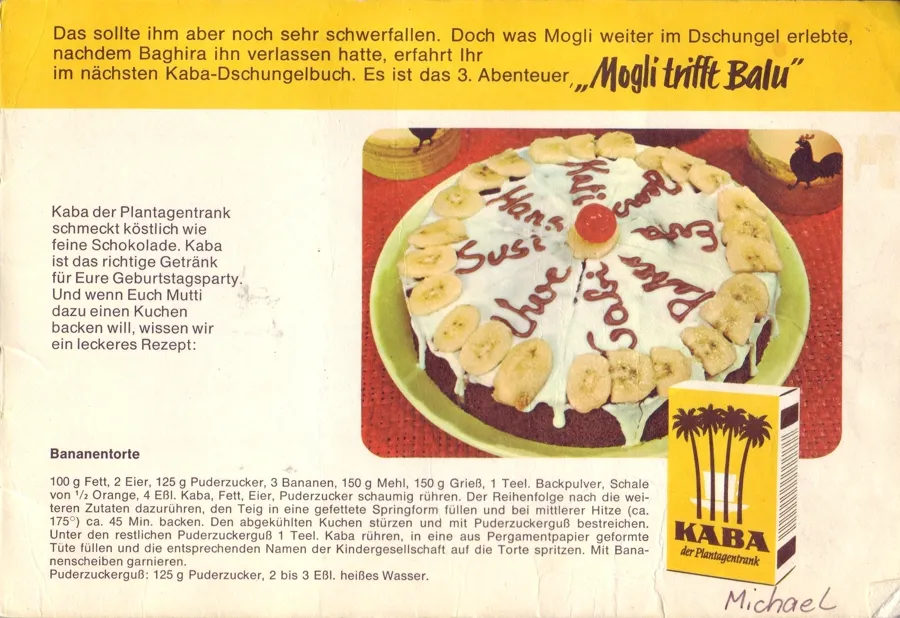 Das sollte ihm aber noch sehr schwerfallen. Doch was Mogli weiter im Dschungel erlebte,
nachdem Baghira ihn verlassen hatte, erfahrt Ihr
im nächsten Kaba-Dschungelbuch. Es ist das 3. Abenteuer „Mogli trifft Balu”
Kaba der Plantagentrank
schmeckt köstlich wie
feine Schokolade. Kaba
ist das richtige Getränk
für Eure Geburtstagsparty.
Und wenn Euch Mutti
dazu einen Kuchen
backen will, wissen wir
ein leckeres Rezept:
Kati
Jens
Eva
Peter
Gabi
Uwe
Susi
Hans
Bananentorte
100 g Fett, 2 Eier, 125 g Puderzucker, 3 Bananen, 150 g Mehl, 150 g Grieß, 1 Teel. Backpulver, Schale
von ½ Orange, 4 Eßl. Kaba, Fett, Eier, Puderzucker schaumig rühren. Der Reihenfolge nach die wei-
teren Zutaten dazurühren, den Teig in eine gefettete Springform füllen und bei mittlerer Hitze (ca.
175°) ca. 45 Min. backen. Den abgekühlten Kuchen stürzen und mit Puderzuckerguß bestreichen.
Unter den restlichen Puderzuckerguß 1 Teel. Kaba rühren, in eine aus Pergamentpapier geformte
Tüte füllen und die entsprechenden Namen der Kindergesellschaft auf die Torte spritzen. Mit Bana-
nenscheiben garnieren.
Puderzuckerguß: 125 g Puderzucker, 2 bis 3 Eßl. heißes Wasser.
KABA
der Plantagentrank
Michael